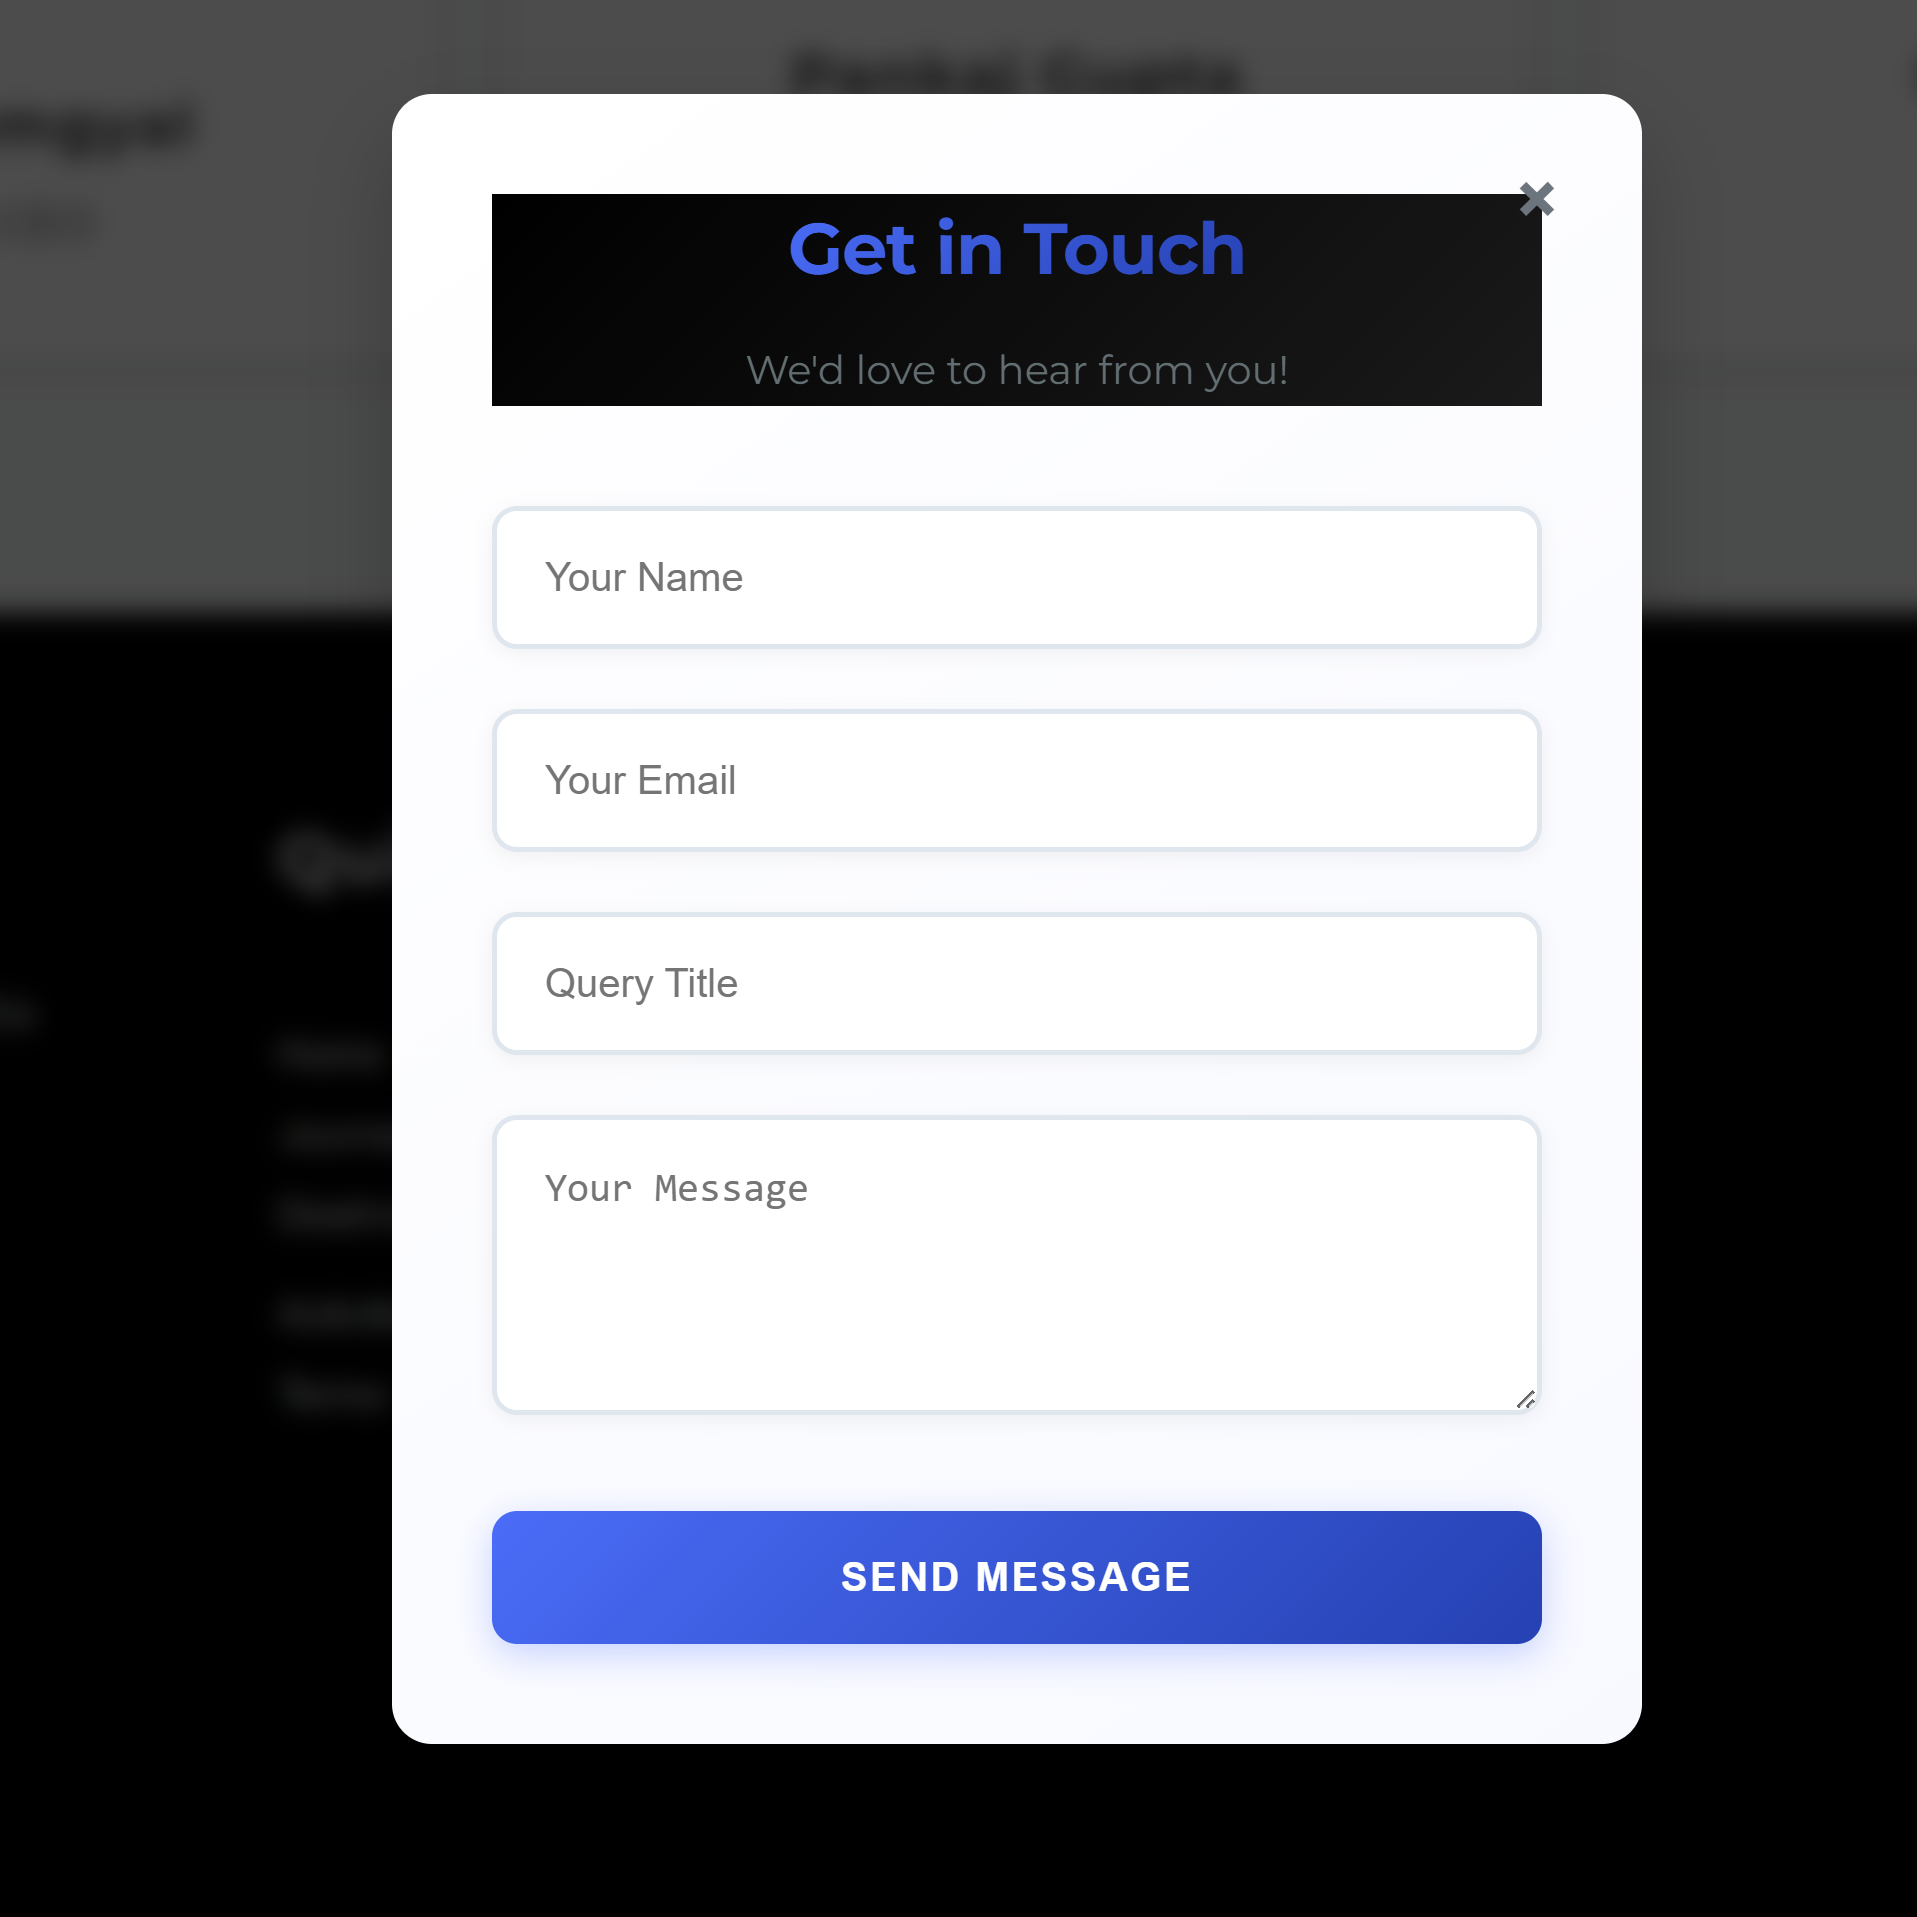 Get in Touch
We'd love to hear from you!
Your Name
Your Email
Query Title
Your Message
SEND MESSAGE